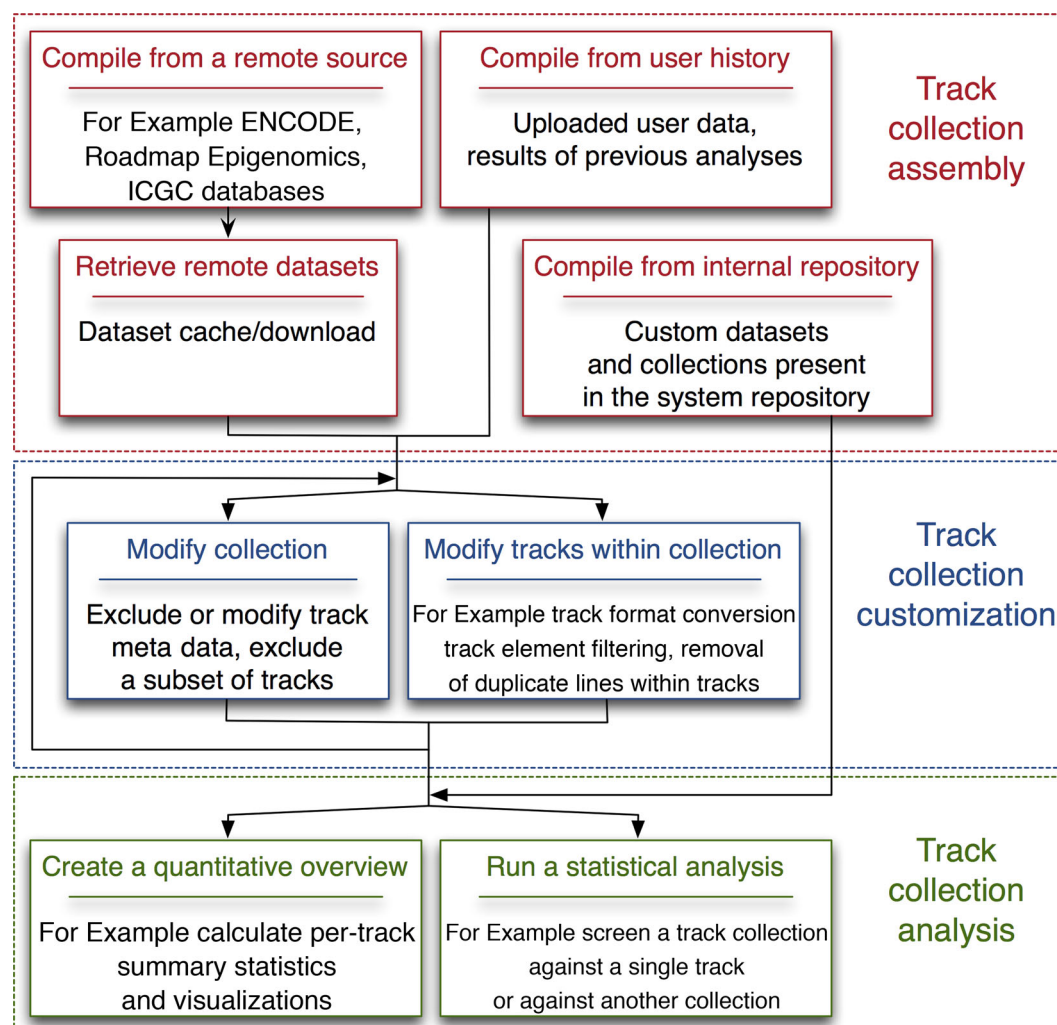 Compile from a remote source
For Example ENCODE,
Roadmap Epigenomics,
ICGC databases
Compile from user history
Uploaded user data,
results of previous analyses
Track
collection
assembly
Retrieve remote datasets
Dataset cache/download
Compile from internal repository
Custom datasets
and collections present
in the system repository
Modify collection
Exclude or modify track
meta data, exclude
a subset of tracks
Modify tracks within collection
For Example track format conversion
track element filtering, removal
of duplicate lines within tracks
Track
collection
customization
Create a quantitative overview
For Example calculate per-track
summary statistics
and visualizations
Run a statistical analysis
For Example screen a track collection
against a single track
or against another collection
Track
collection
analysis